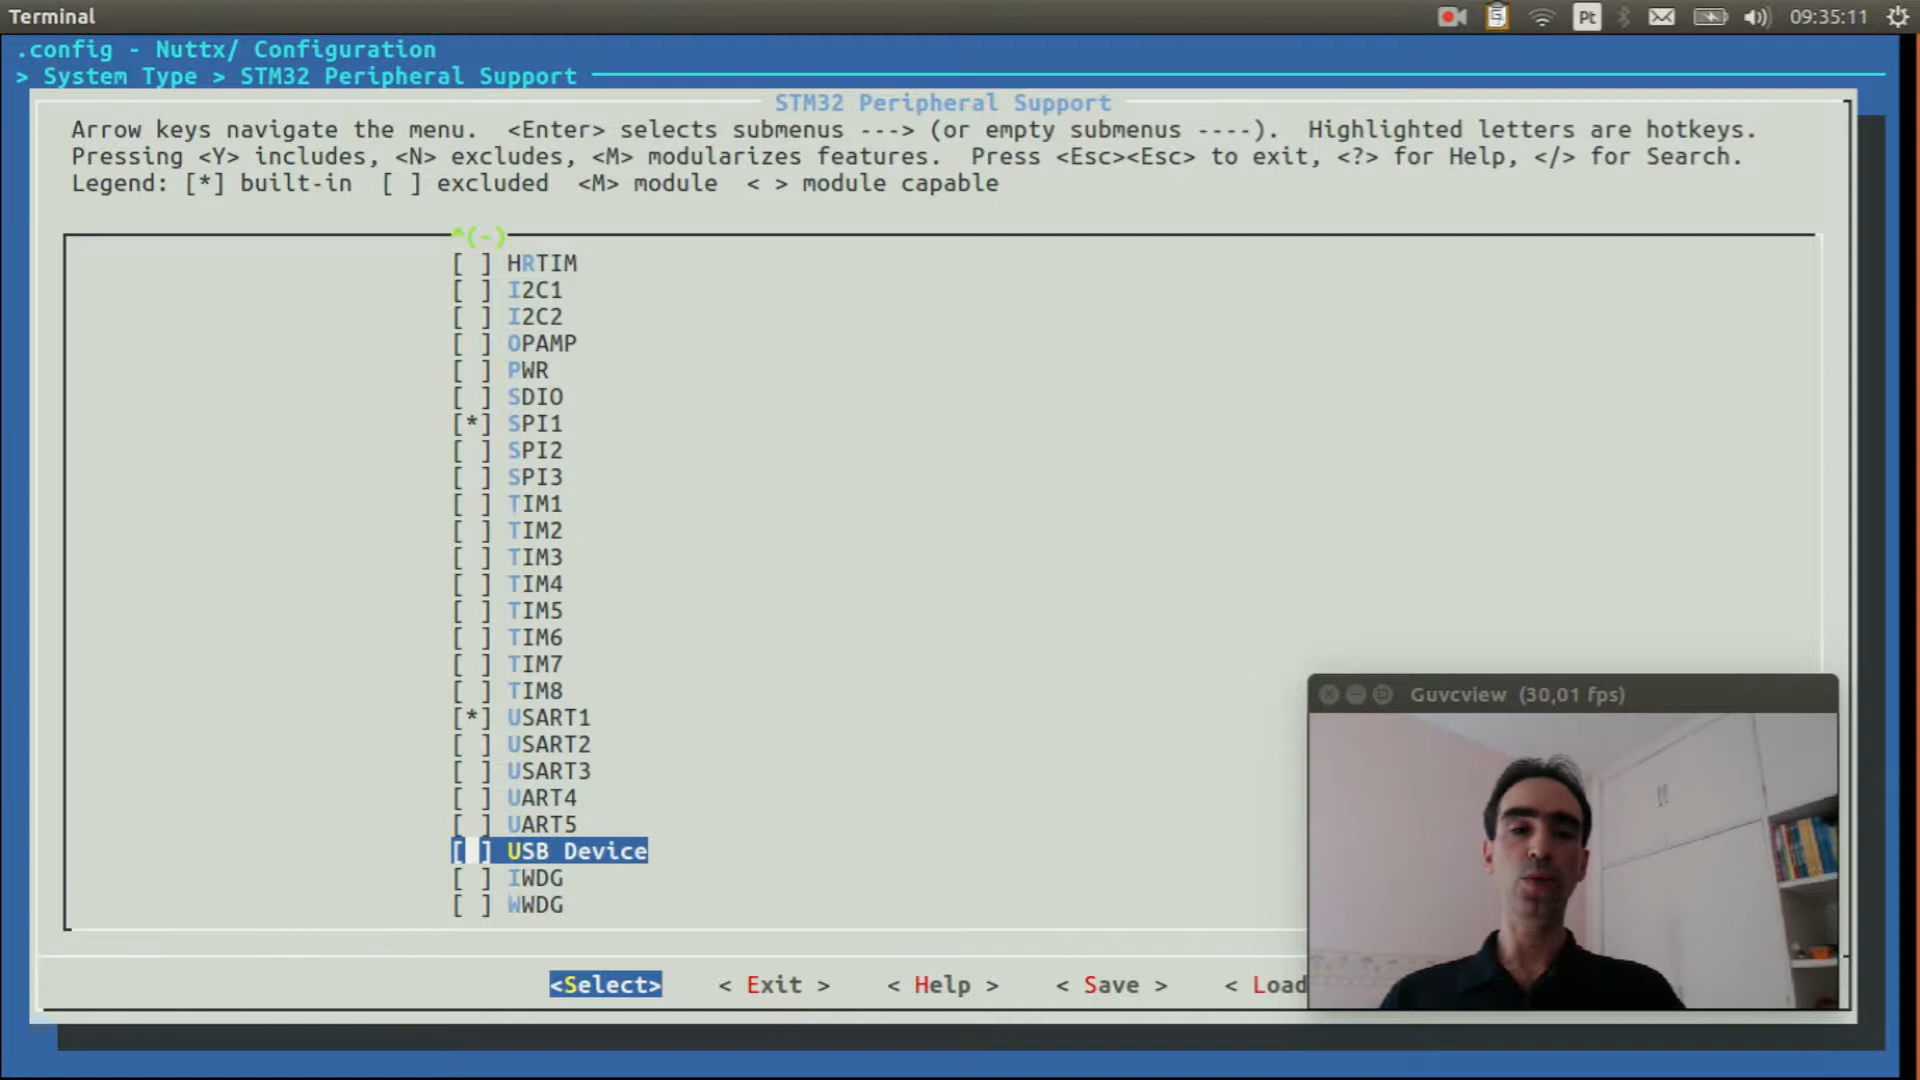 Terminal
Pt
09:35:11
.config - Nuttx/ Configuration
> System Type > STM32 Peripheral Support
STM32 Peripheral Support
Arrow keys navigate the menu.  <Enter> selects submenus ---> (or empty submenus ----).  Highlighted letters are hotkeys.
Pressing <Y> includes, <N> excludes, <M> modularizes features.  Press <Esc><Esc> to exit, <?> for Help, </> for Search.
Legend: [*] built-in  [ ] excluded  <M> module  < > module capable
^(-)
[ ] HRTIM
[ ] I2C1
[ ] I2C2
[ ] OPAMP
[ ] PWR
[ ] SDIO
[*] SPI1
[ ] SPI2
[ ] SPI3
[ ] TIM1
[ ] TIM2
[ ] TIM3
[ ] TIM4
[ ] TIM5
[ ] TIM6
[ ] TIM7
[ ] TIM8
[*] USART1
[ ] USART2
[ ] USART3
[ ] UART4
[ ] UART5
[ ] USB Device
[ ] IWDG
[ ] WWDG
<Select>    < Exit >    < Help >    < Save >    < Load
Guvcview  (30,01 fps)